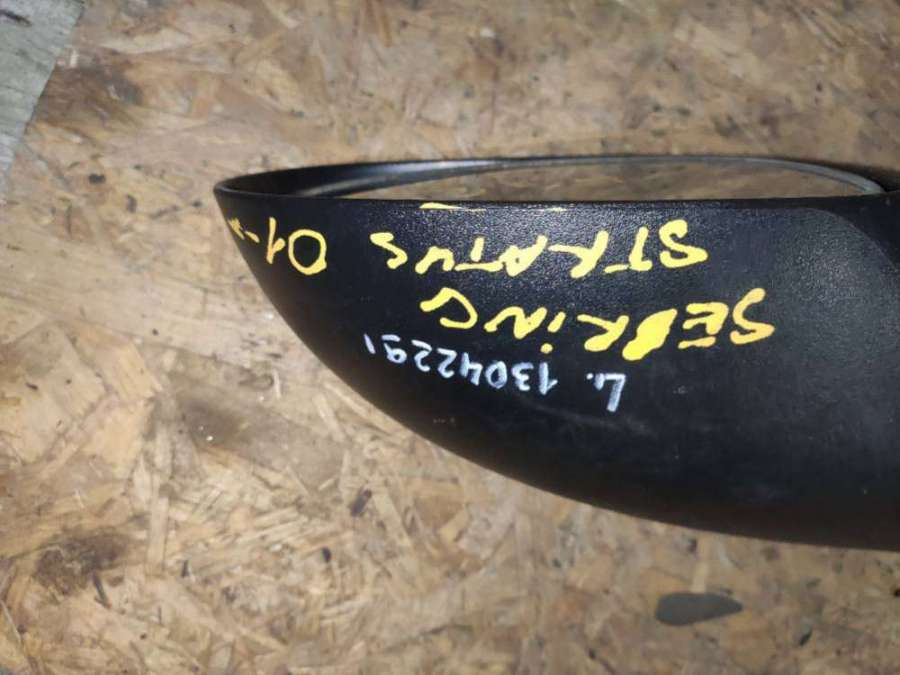 L. 13042291
SEBRING
STRATUS 01-